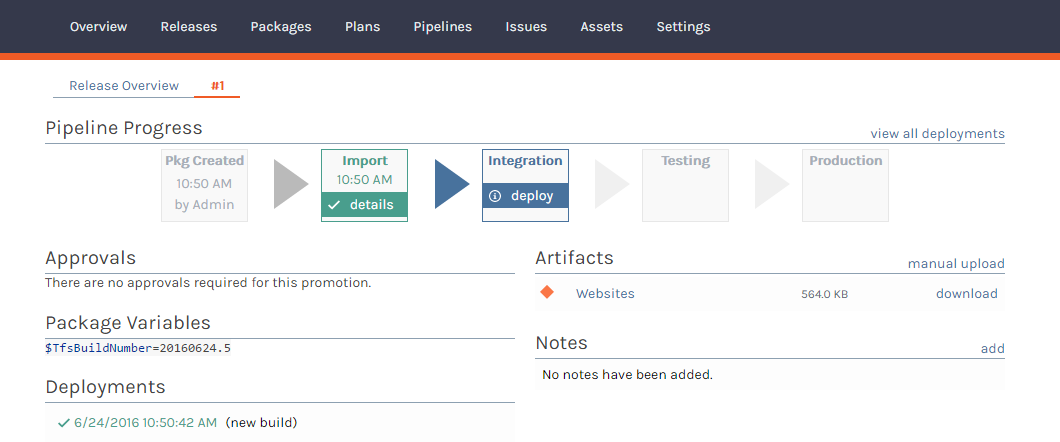 Overview Releases Packages Plans Pipelines Issues Assets Settings
Release Overview #1
Pipeline Progress view all deployments
Pkg Created
10:50 AM
by Admin
Import
10:50 AM
details
Integration
deploy
Testing
Production
Approvals
There are no approvals required for this promotion.
Package Variables
$TfsBuildNumber=20160624.5
Deployments
6/24/2016 10:50:42 AM (new build)
Artifacts manual upload
Websites 564.0 KB download
Notes add
No notes have been added.